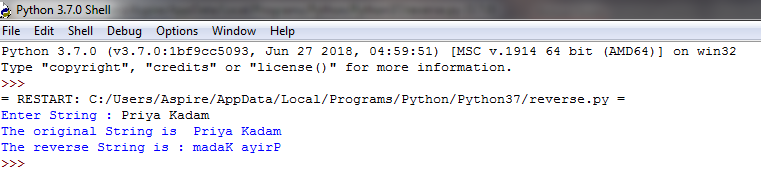 Python 3.7.0 Shell
File Edit Shell Debug Options Window Help
Python 3.7.0 (v3.7.0:1bf9cc5093, Jun 27 2018, 04:59:51) [MSC v.1914 64 bit (AMD64)] on win32
Type "copyright", "credits" or "license()" for more information.
>>>
= RESTART: C:/Users/Aspire/AppData/Local/Programs/Python/Python37/reverse.py =
Enter String : Priya Kadam
The original String is  Priya Kadam
The reverse String is : madaK ayirP
>>>